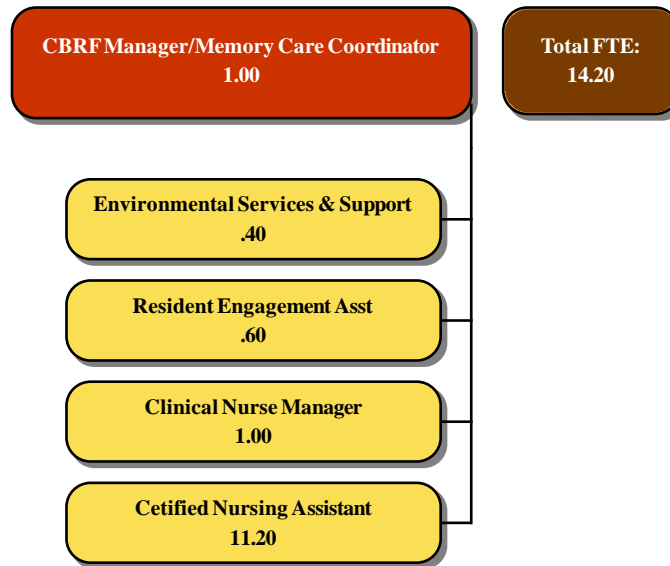 CBRF Manager/Memory Care Coordinator
1.00
Total FTE:
14.20
Environmental Services & Support
.40
Resident Engagement Asst
.60
Clinical Nurse Manager
1.00
Cetified Nursing Assistant
11.20